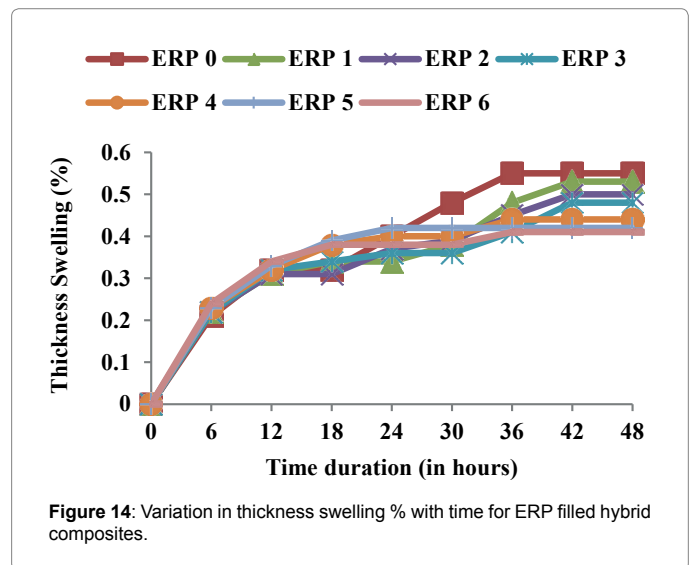 ERP 0 ERP 1 ERP 2 ERP 3
ERP 4 ERP 5 ERP 6
Thickness Swelling (%)
0.6
0.5
0.4
0.3
0.2
0.1
0
0 6 12 18 24 30 36 42 48
Time duration (in hours)
Figure 14: Variation in thickness swelling % with time for ERP filled hybrid
composites.